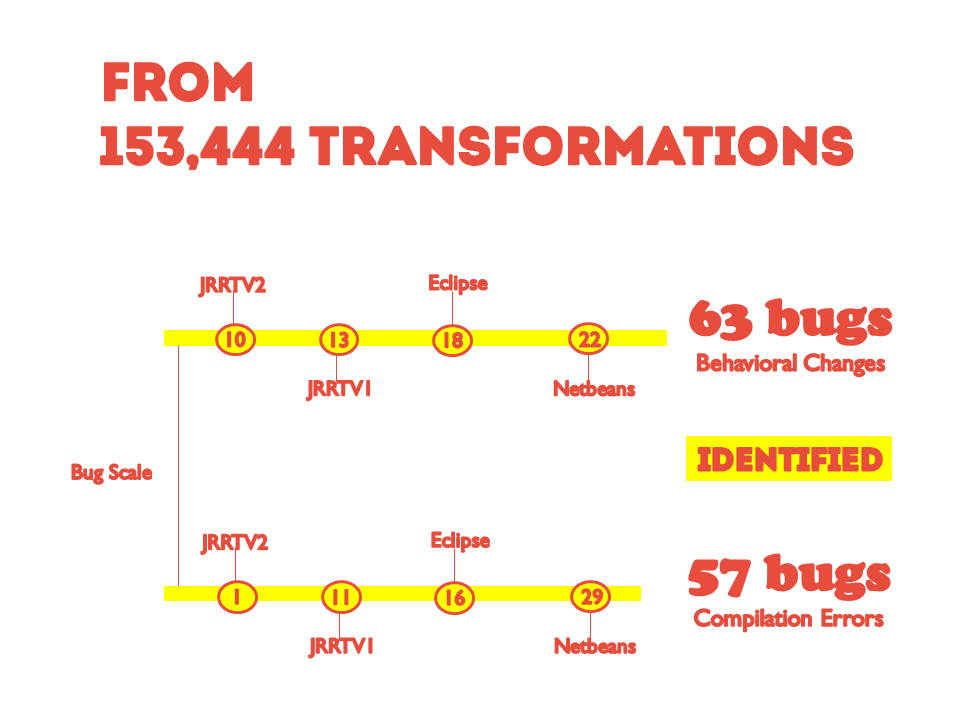 FROM
153,444 TRANSFORMATIONS
JRRTV2
Eclipse
10
13
18
22
JRRTV1
Netbeans
63 bugs
Behavioral Changes
Bug Scale
IDENTIFIED
JRRTV2
Eclipse
1
11
16
29
JRRTV1
Netbeans
57 bugs
Compilation Errors